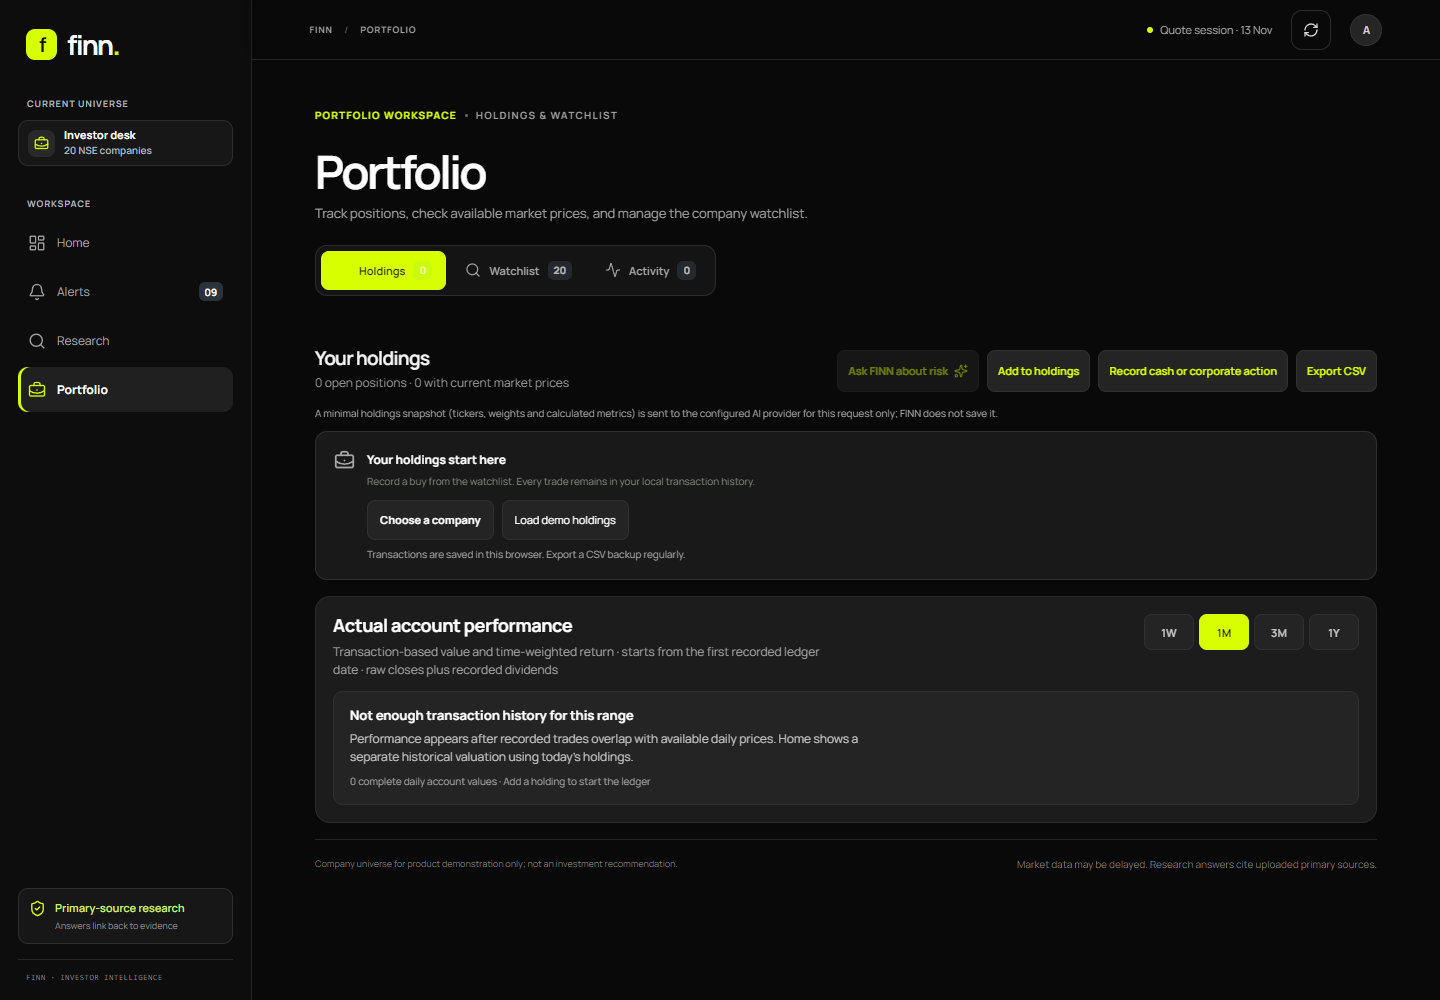 f finn.
FINN / PORTFOLIO
Quote session · 13 Nov
A
CURRENT UNIVERSE
Investor desk
20 NSE companies
WORKSPACE
Home
Alerts 09
Research
Portfolio
PORTFOLIO WORKSPACE • HOLDINGS & WATCHLIST
Portfolio
Track positions, check available market prices, and manage the company watchlist.
Holdings 0 Watchlist 20 Activity 0
Your holdings
0 open positions · 0 with current market prices
Ask FINN about risk Add to holdings Record cash or corporate action Export CSV
A minimal holdings snapshot (tickers, weights and calculated metrics) is sent to the configured AI provider for this request only; FINN does not save it.
Your holdings start here
Record a buy from the watchlist. Every trade remains in your local transaction history.
Choose a company Load demo holdings
Transactions are saved in this browser. Export a CSV backup regularly.
Actual account performance
1W 1M 3M 1Y
Transaction-based value and time-weighted return · starts from the first recorded ledger
date · raw closes plus recorded dividends
Not enough transaction history for this range
Performance appears after recorded trades overlap with available daily prices. Home shows a
separate historical valuation using today's holdings.
0 complete daily account values · Add a holding to start the ledger
Company universe for product demonstration only; not an investment recommendation.
Market data may be delayed. Research answers cite uploaded primary sources.
Primary-source research
Answers link back to evidence
FINN · INVESTOR INTELLIGENCE